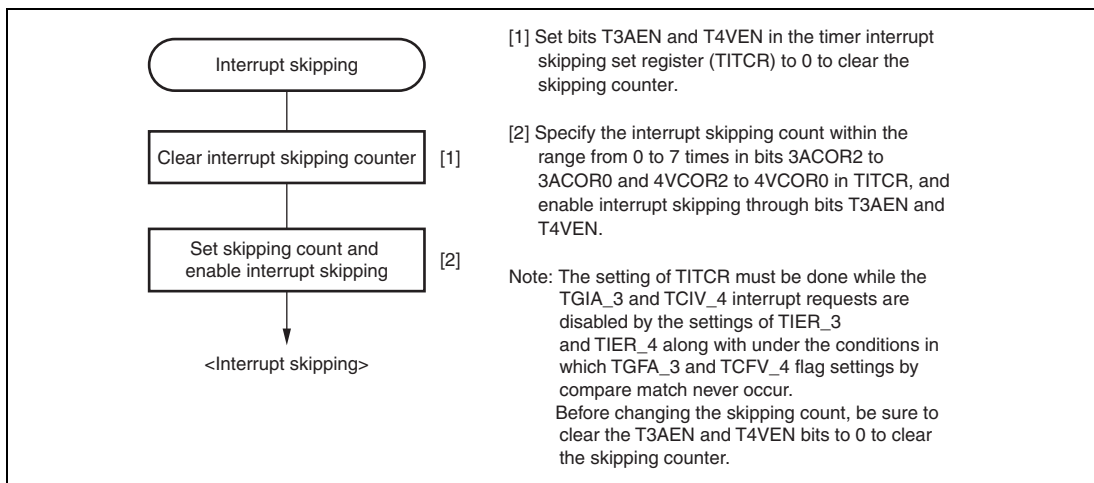 Interrupt skipping
Clear interrupt skipping counter
[1]
Set skipping count and
enable interrupt skipping
[2]
<Interrupt skipping>
[1] Set bits T3AEN and T4VEN in the timer interrupt
skipping set register (TITCR) to 0 to clear the
skipping counter.
[2] Specify the interrupt skipping count within the
range from 0 to 7 times in bits 3ACOR2 to
3ACOR0 and 4VCOR2 to 4VCOR0 in TITCR, and
enable interrupt skipping through bits T3AEN and
T4VEN.
Note: The setting of TITCR must be done while the
TGIA_3 and TCIV_4 interrupt requests are
disabled by the settings of TIER_3
and TIER_4 along with under the conditions in
which TGFA_3 and TCFV_4 flag settings by
compare match never occur.
Before changing the skipping count, be sure to
clear the T3AEN and T4VEN bits to 0 to clear
the skipping counter.